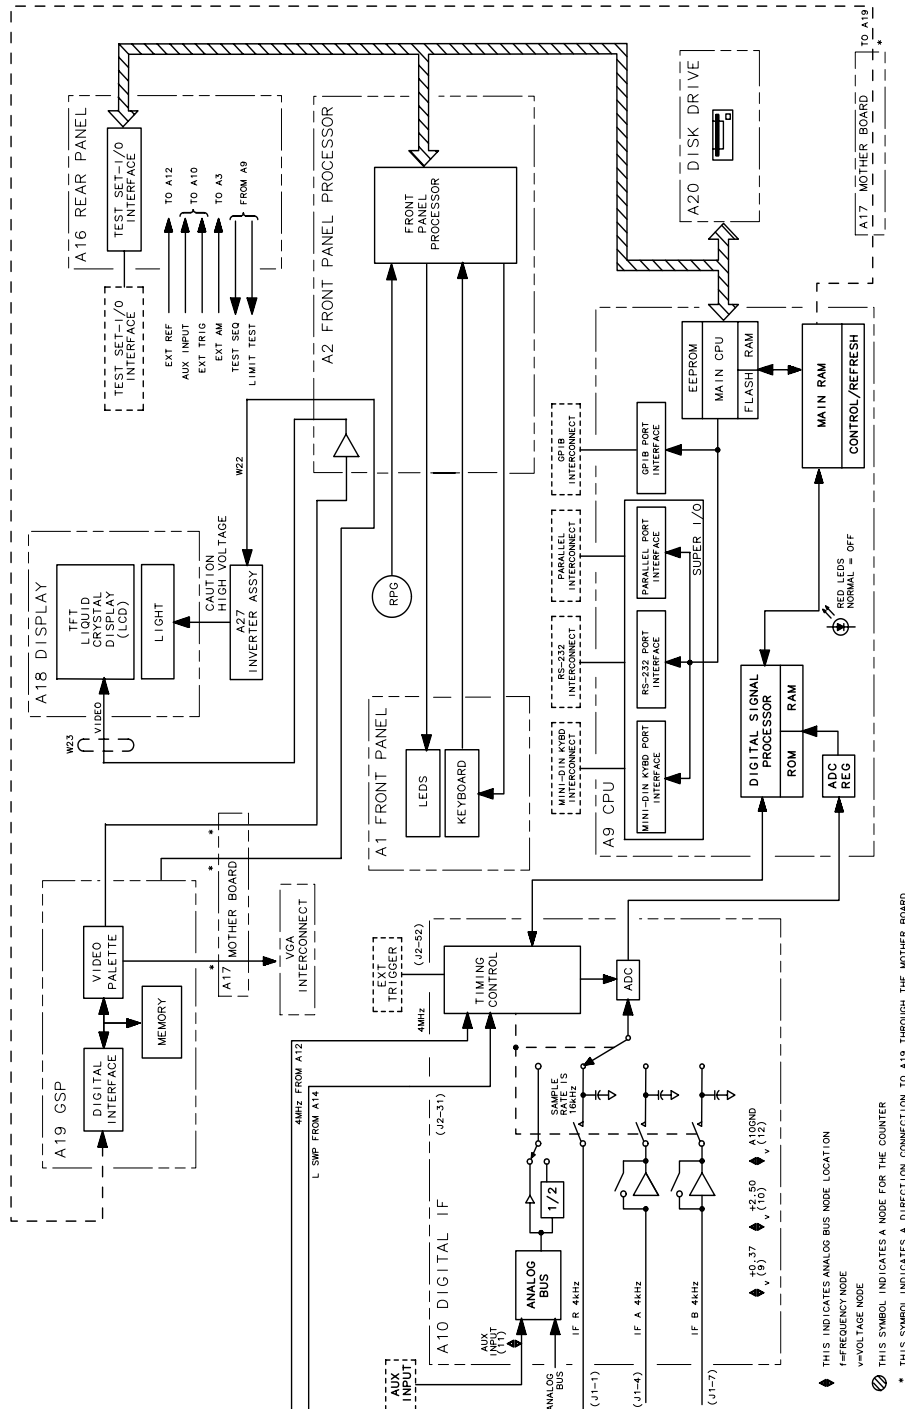 A16 REAR PANEL
TEST SET-I/O
INTERFACE
TEST SET-I/O
INTERFACE
EXT REF
TO A12
AUX INPUT
EXT TRIG
TO A10
EXT AM
TO A3
TEST SEQ
LIMIT TEST
FROM A9
A2 FRONT PANEL PROCESSOR
FRONT
PANEL
PROCESSOR
A20 DISK DRIVE
A17 MOTHER BOARD
TO A19
*
W22
A18 DISPLAY
TFT
LIQUID
CRYSTAL
DISPLAY
(LCD)
LIGHT
CAUTION
HIGH VOLTAGE
A27
INVERTER ASSY
W23
VIDEO
RPG
A1 FRONT PANEL
LEDS
KEYBOARD
A9 CPU
EEPROM
MAIN CPU
FLASH
RAM
MAIN RAM
CONTROL/REFRESH
GPIB
INTERCONNECT
GPIB PORT
INTERFACE
PARALLEL
INTERCONNECT
PARALLEL PORT
INTERFACE
SUPER I/O
RS-232
INTERCONNECT
RS-232 PORT
INTERFACE
MINI-DIN KYBD
INTERCONNECT
MINI-DIN KYBD PORT
INTERFACE
RED LEDS
NORMAL = OFF
DIGITAL SIGNAL
PROCESSOR
ROM
RAM
ADC
REG
A19 GSP
DIGITAL
INTERFACE
VIDEO
PALETTE
MEMORY
*
*
*
A17 MOTHER BOARD
VGA
INTERCONNECT
4MHz FROM A12
L SWP FROM A14
A10 DIGITAL IF
(J2-31)
4MHz
(J2-52)
EXT
TRIGGER
TIMING
CONTROL
ADC
SAMPLE
RATE IS
16kHz
1/2
ANALOG
BUS
AUX
INPUT
(11)
AUX
INPUT
ANALOG
BUS
IF R 4kHz
(J1-1)
IF A 4kHz
(J1-4)
IF B 4kHz
(J1-7)
+0.37
v (9)
+2.50
v (10)
A10GND
v (12)
THIS INDICATES ANALOG BUS NODE LOCATION
f=FREQUENCY NODE
v=VOLTAGE NODE
THIS SYMBOL INDICATES A NODE FOR THE COUNTER
* THIS SYMBOL INDICATES A DIRECTION CONNECTION TO A19 THROUGH THE MOTHER BOARD